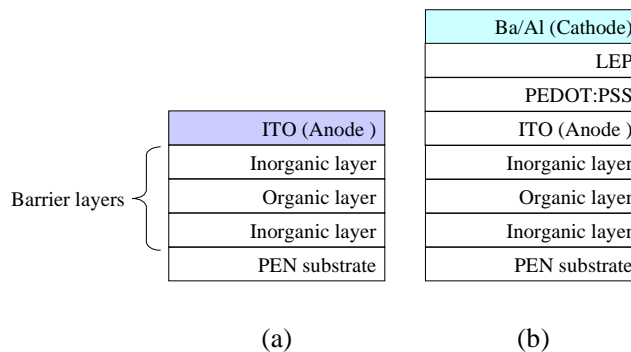 ITO (Anode )
Inorganic layer
Organic layer
Inorganic layer
PEN substrate
Barrier layers
(a)
Ba/Al (Cathode)
LEP
PEDOT:PSS
ITO (Anode )
Inorganic layer
Organic layer
Inorganic layer
PEN substrate
(b)